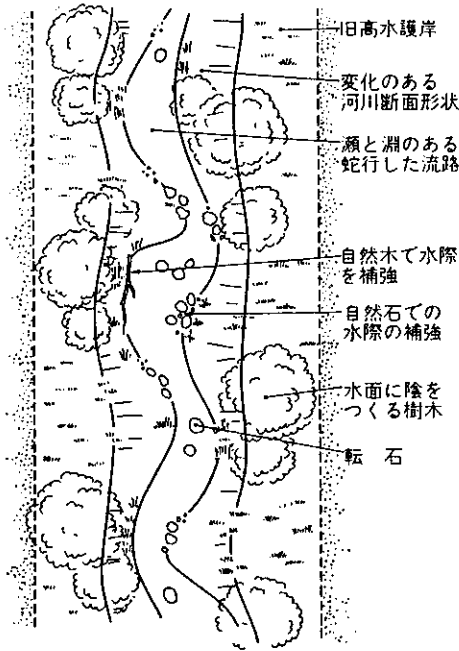 旧高水護岸
変化のある
河川断面形状
瀬と淵のある
蛇行した流路
自然木で水際
を補強
自然石での
水際の補強
水面に陰を
つくる樹木
転 石